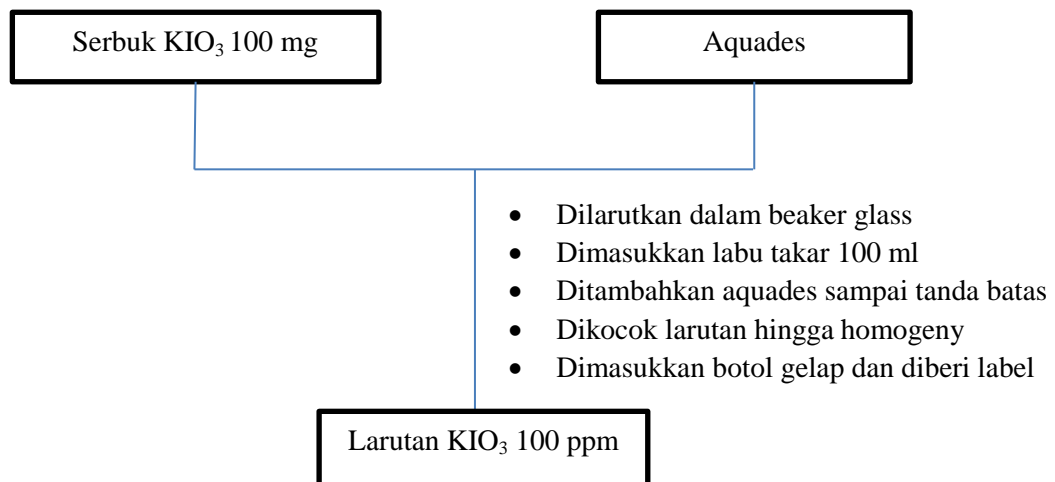 Serbuk KIO₃ 100 mg
Aquades
• Dilarutkan dalam beaker glass
• Dimasukkan labu takar 100 ml
• Ditambahkan aquades sampai tanda batas
• Dikocok larutan hingga homogeny
• Dimasukkan botol gelap dan diberi label
Larutan KIO₃ 100 ppm